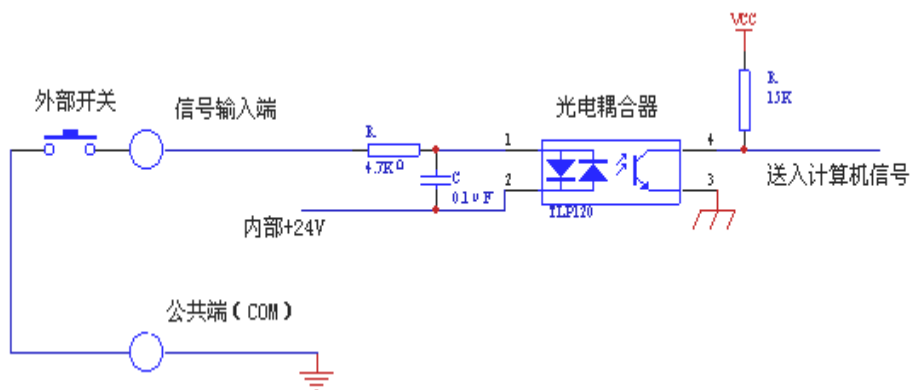 VCC
外部开关
信号输入端
光电耦合器
R
15K
R
4.7KΩ
C
0.1uF
1
2
4
3
TLP120
送入计算机信号
内部+24V
公共端(COM)